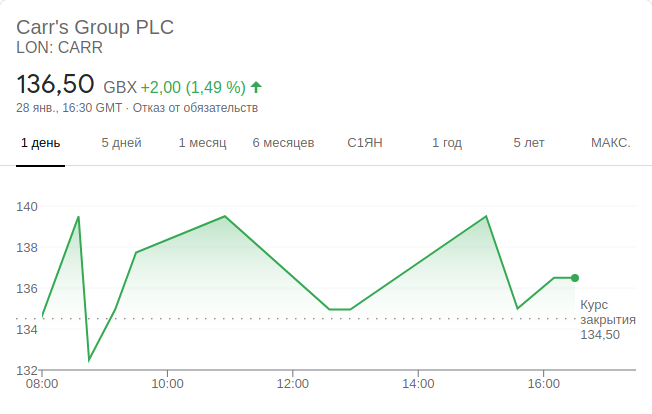 Carr's Group PLC
LON: CARR
136,50 GBX +2,00 (1,49 %)
28 янв., 16:30 GMT · Отказ от обязательств
1 день 5 дней 1 месяц 6 месяцев С1ЯН 1 год 5 лет МАКС.
140
138
136
134
132
Курс
закрытия
134,50
08:00 10:00 12:00 14:00 16:00